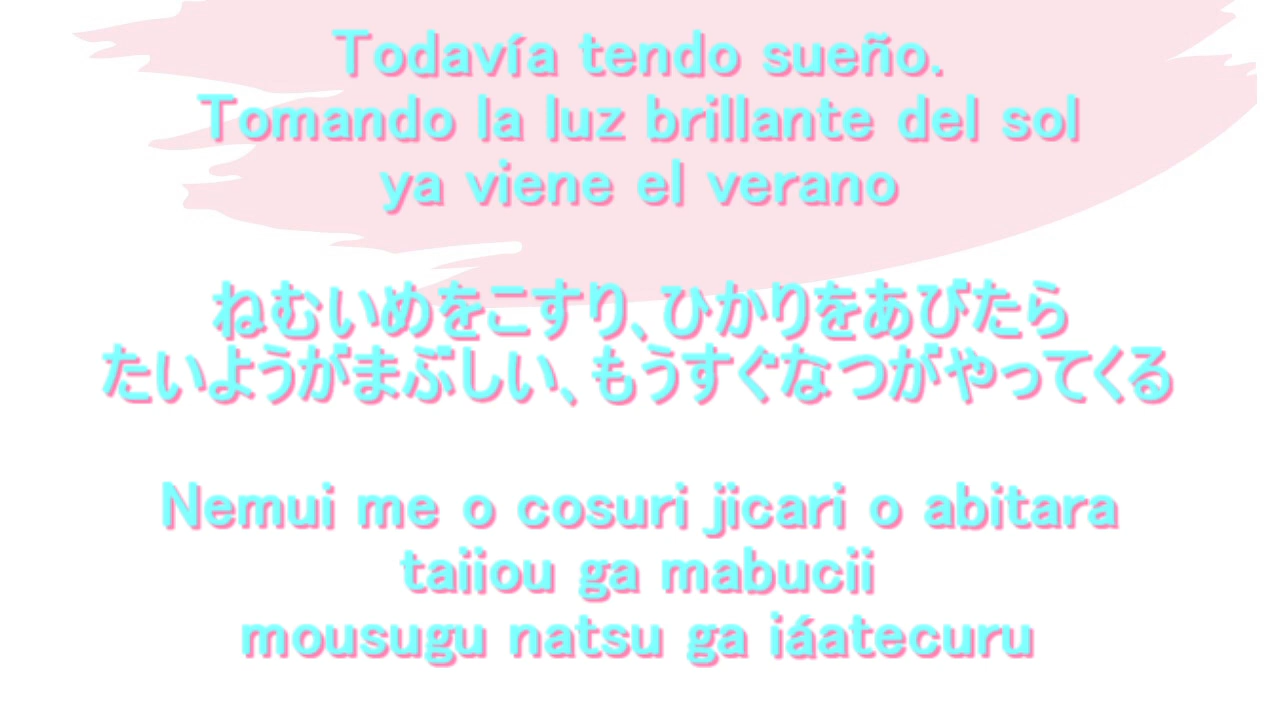 Todavía tendo sueño.
Tomando la luz brillante del sol
ya viene el verano
ねむいめをこすり、ひかりをあびたら
たいようがまぶしい、もうすぐなつがやってくる
Nemui me o cosuri jicari o abitara
taiiou ga mabucii
mousugu natsu ga iáatecuru